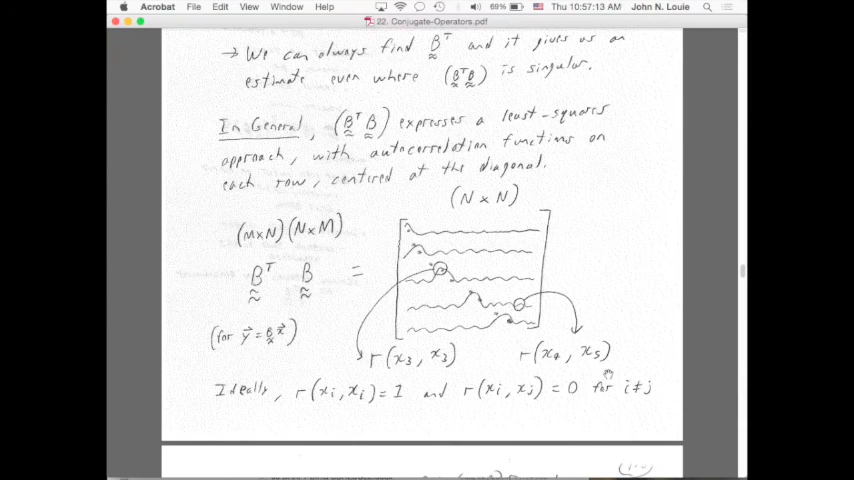 Acrobat File Edit View Window Help 69% Thu 10:57:13 AM John N. Louie
22. Conjugate-Operators.pdf
→ We can always find B^T and it gives us an
estimate even where (B^T B) is singular.
In General, (B^T B) expresses a least-squares
approach, with autocorrelation functions on
each row, centered at the diagonal.
(N x N)
(M x N) (N x M)
B^T B =
(for y = B x)
r(x3, x3) r(x4, x5)
Ideally, r(xi, xi) = 1 and r(xi, xj) = 0 for i≠j